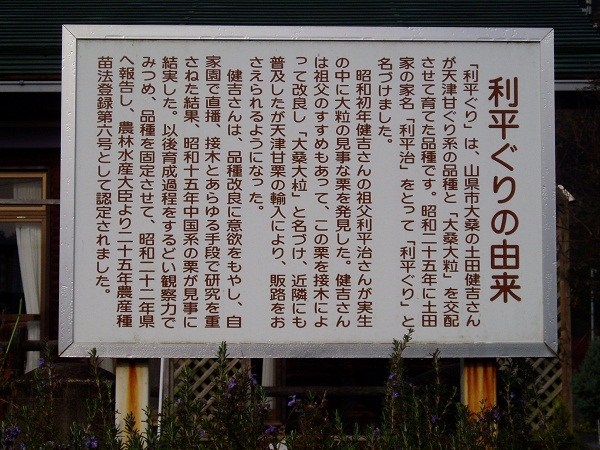 利平ぐりの由来
「利平ぐり」は、山県市大桑の土田健吉さん
が天津甘ぐり系の品種と「大桑大粒」を交配
させて育てた品種です。昭和二十五年に土田
家の家名「利平治」をとって「利平ぐり」と
名づけました。
昭和初年健吉さんの祖父利平治さんが実生
の中に大粒の見事な栗を発見した。健吉さん
は祖父のすすめもあって、この栗を接木によ
って改良し「大桑大粒」と名づけ、近隣にも
普及したが天津甘栗の輸入により、販路をお
さえられるようになった。
健吉さんは、品種改良に意欲をもやし、自
家園で直播、接木とあらゆる手段で研究を重
さねた結果、昭和十五年中国系の栗が見事に
結実した。以後育成過程をするどい観察力で
みつめ、品種を固定させて、昭和二十二年県
へ報告し、農林水産大臣より二十五年農産種
苗法登録第六号として認定されました。